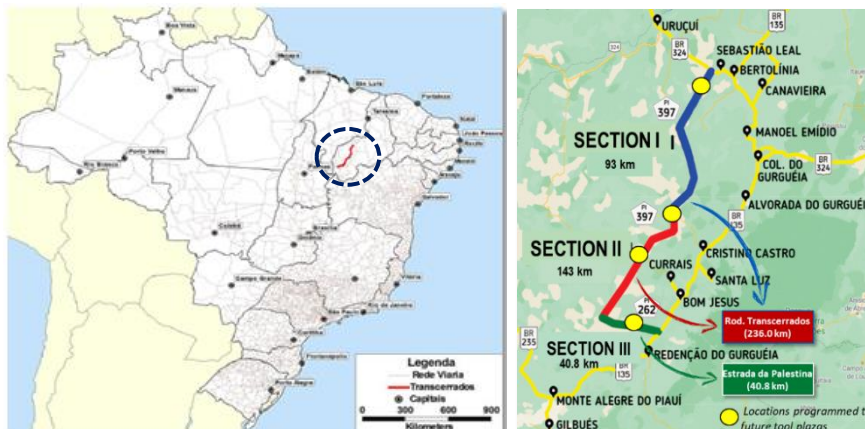 Boa Vista
Macapá
Belém
São Luís
Manaus
Fortaleza
Teresina
Natal
João Pessoa
Recife
Maceió
Aracaju
Porto Velho
Rio Branco
Palmas
Salvador
Cuiabá
Brasília
Goiânia
Campo Grande
Vitória
Rio de Janeiro
São Paulo
Curitiba
Florianópolis
Porto Alegre
Legenda
Rede Viaria
Transcerrados
Capitais
0 300 600 900
Kilometers
URUÇUÍ
BR
135
BR
324
SEBASTIÃO LEAL
324
BERTOLÍNIA
CANAVIEIRA
PI
397
SECTION I I
93 km
MANOEL EMÍDIO
COL. DO
GURGUÉIA
BR
324
ALVORADA DO GURGUÉI
PI
397
BR
135
SECTION II
143 km
CRISTINO CASTRO
CURRAIS
SANTA LUZ
BOM JESUS
PI
262
Rod. Transcerrados
(236.0 km)
BR
235
SECTION III
40.8 km
REDENÇÃO DO GURGUÉIA
BR
135
Estrada da Palestina
(40.8 km)
MONTE ALEGRE DO PIAUÍ
GILBUÉS
Locations programmed t
future tool plazas